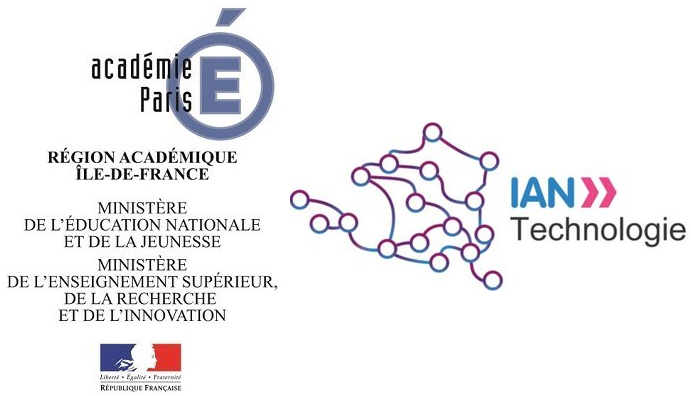 académie
Paris
É
RÉGION ACADÉMIQUE
ÎLE-DE-FRANCE
MINISTÈRE
DE L'ÉDUCATION NATIONALE
ET DE LA JEUNESSE
MINISTÈRE
DE L'ENSEIGNEMENT SUPÉRIEUR,
DE LA RECHERCHE
ET DE L'INNOVATION
Liberté • Égalité • Fraternité
RÉPUBLIQUE FRANÇAISE
IAN
Technologie